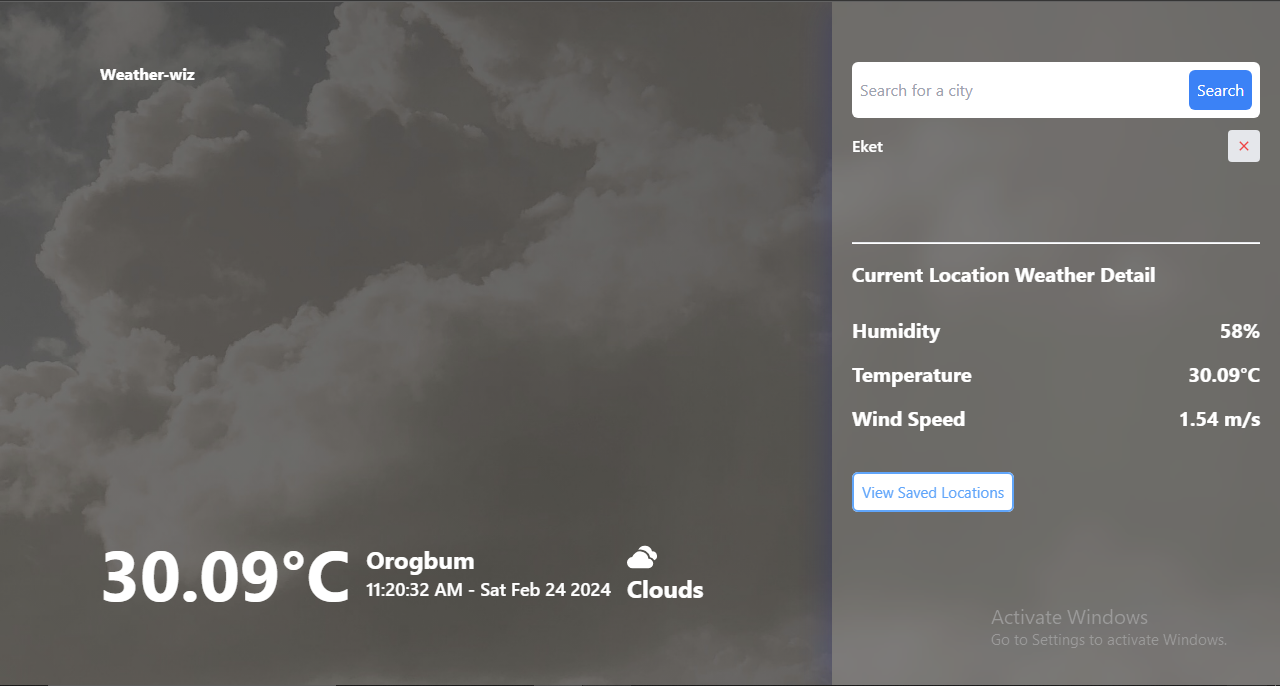 Weather-wiz
Search for a city
Search
Eket
Current Location Weather Detail
Humidity 58%
Temperature 30.09°C
Wind Speed 1.54 m/s
View Saved Locations
30.09°C
Orogbum
11:20:32 AM - Sat Feb 24 2024
Clouds
Activate Windows
Go to Settings to activate Windows.